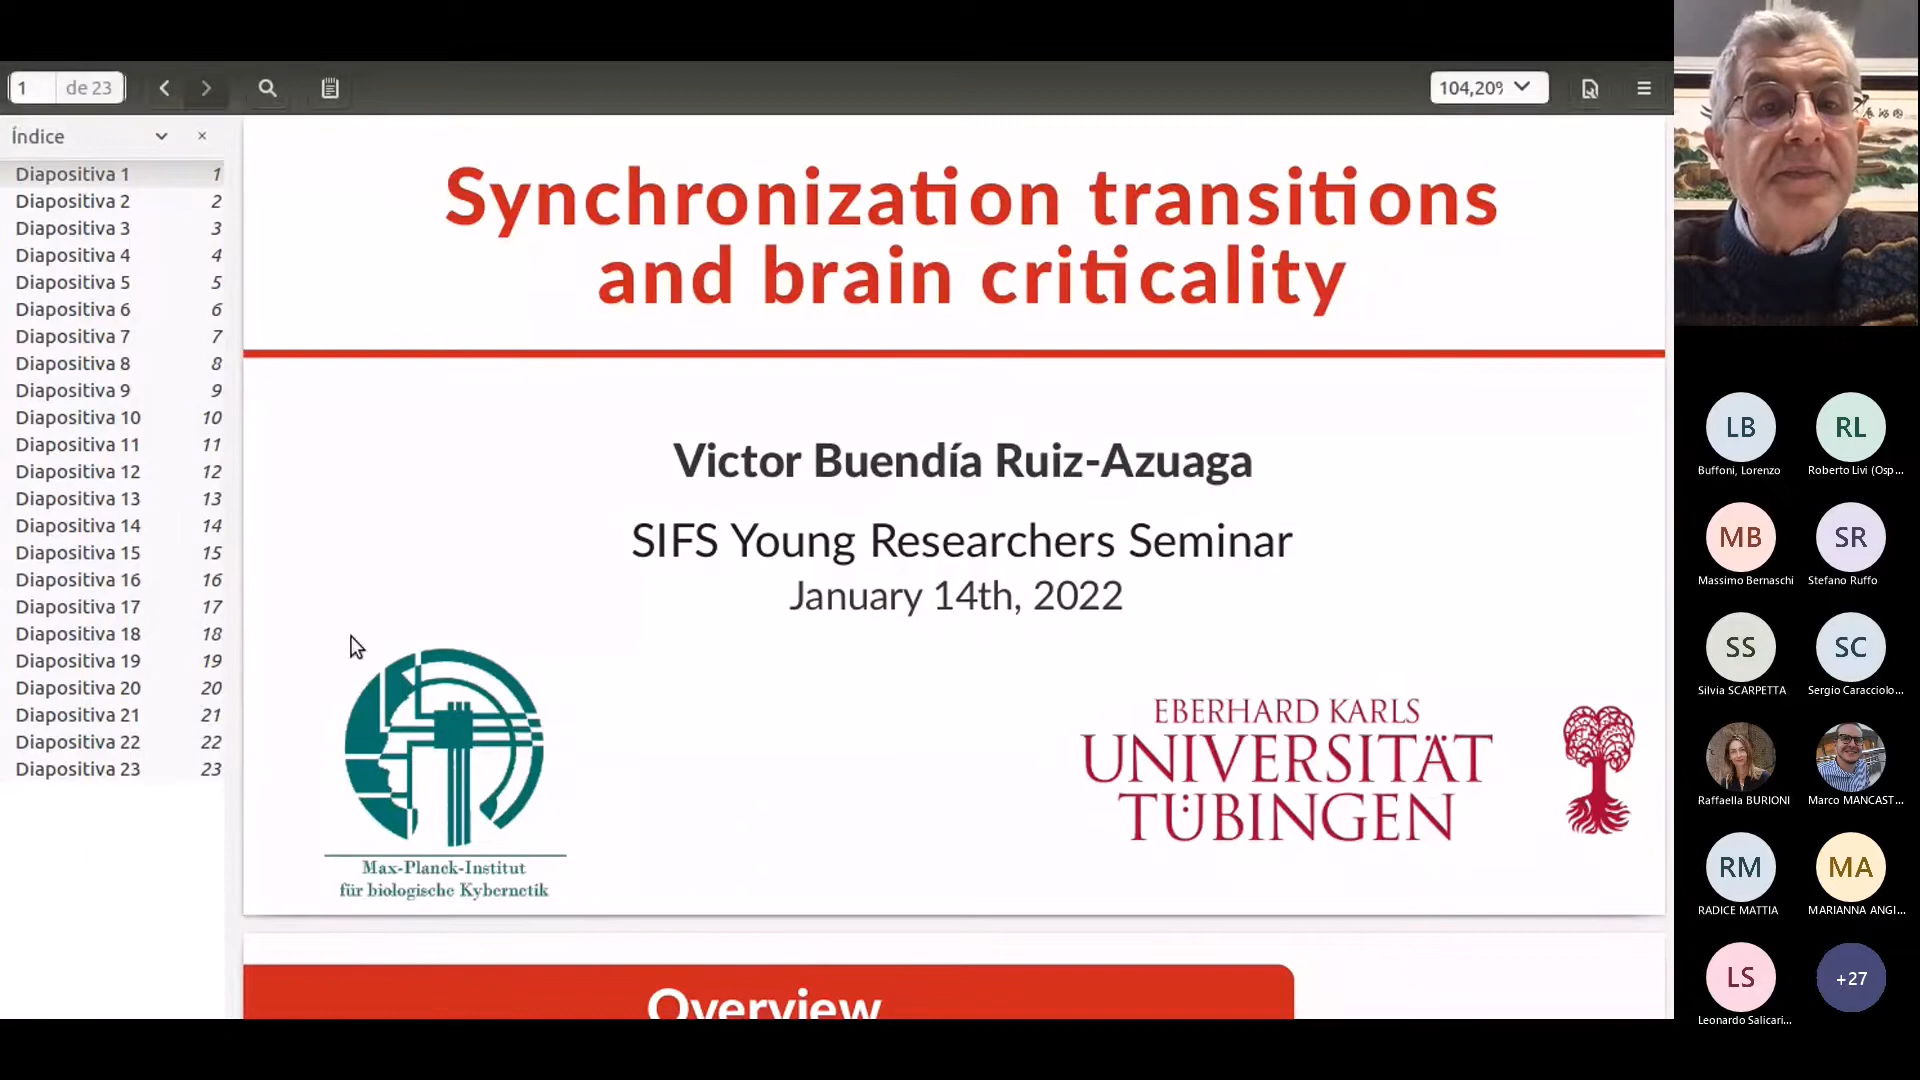 1 de 23
104,20%
Índice
Diapositiva 1 1
Diapositiva 2 2
Diapositiva 3 3
Diapositiva 4 4
Diapositiva 5 5
Diapositiva 6 6
Diapositiva 7 7
Diapositiva 8 8
Diapositiva 9 9
Diapositiva 10 10
Diapositiva 11 11
Diapositiva 12 12
Diapositiva 13 13
Diapositiva 14 14
Diapositiva 15 15
Diapositiva 16 16
Diapositiva 17 17
Diapositiva 18 18
Diapositiva 19 19
Diapositiva 20 20
Diapositiva 21 21
Diapositiva 22 22
Diapositiva 23 23
Synchronization transitions
and brain criticality
Victor Buendía Ruiz-Azuaga
SIFS Young Researchers Seminar
January 14th, 2022
Max-Planck-Institut
für biologische Kybernetik
EBERHARD KARLS
UNIVERSITÄT
TÜBINGEN
Overview
LB
Buffoni, Lorenzo
RL
Roberto Livi (Osp...
MB
Massimo Bernaschi
SR
Stefano Ruffo
SS
Silvia SCARPETTA
SC
Sergio Caracciolo...
Raffaella BURIONI
Marco MANCAST...
RM
RADICE MATTIA
MA
MARIANNA ANGI...
LS
Leonardo Salicari...
+27